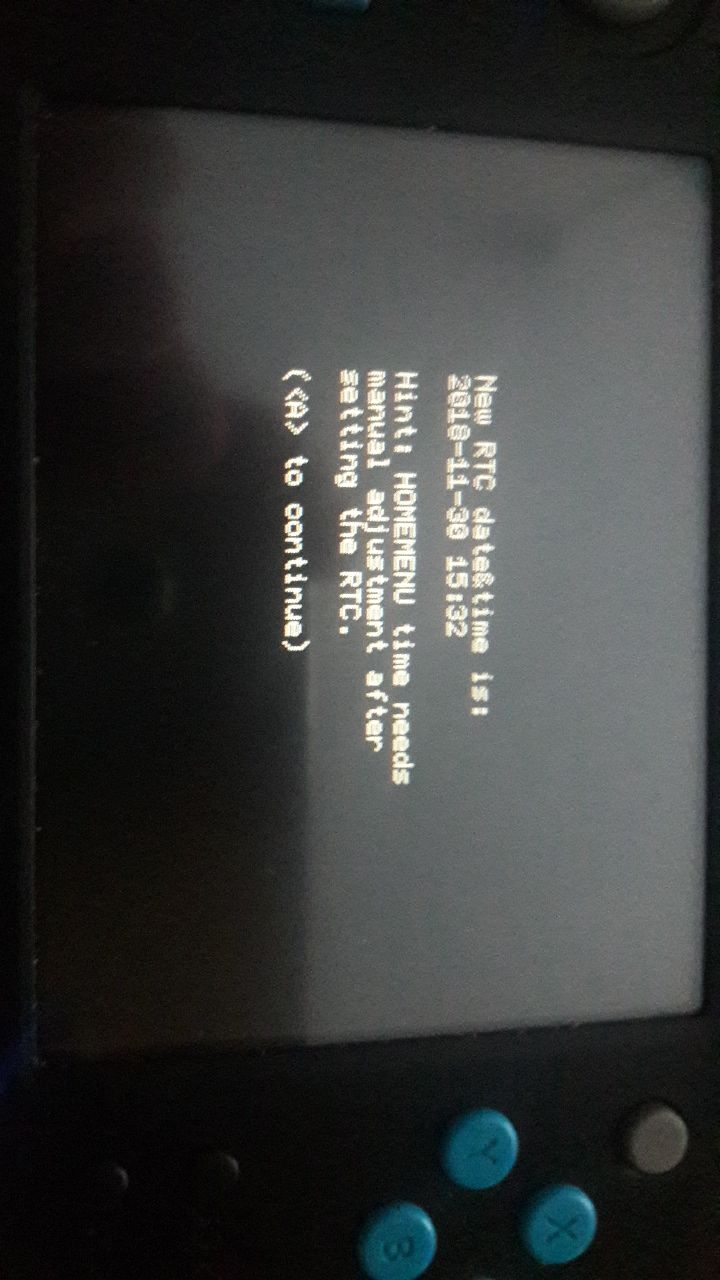 New RTC date&time is:
2018-11-30 15:32
Hint: HOMEMENU time needs
manual adjustment after
setting the RTC.
(<A> to continue)
Y
X
B